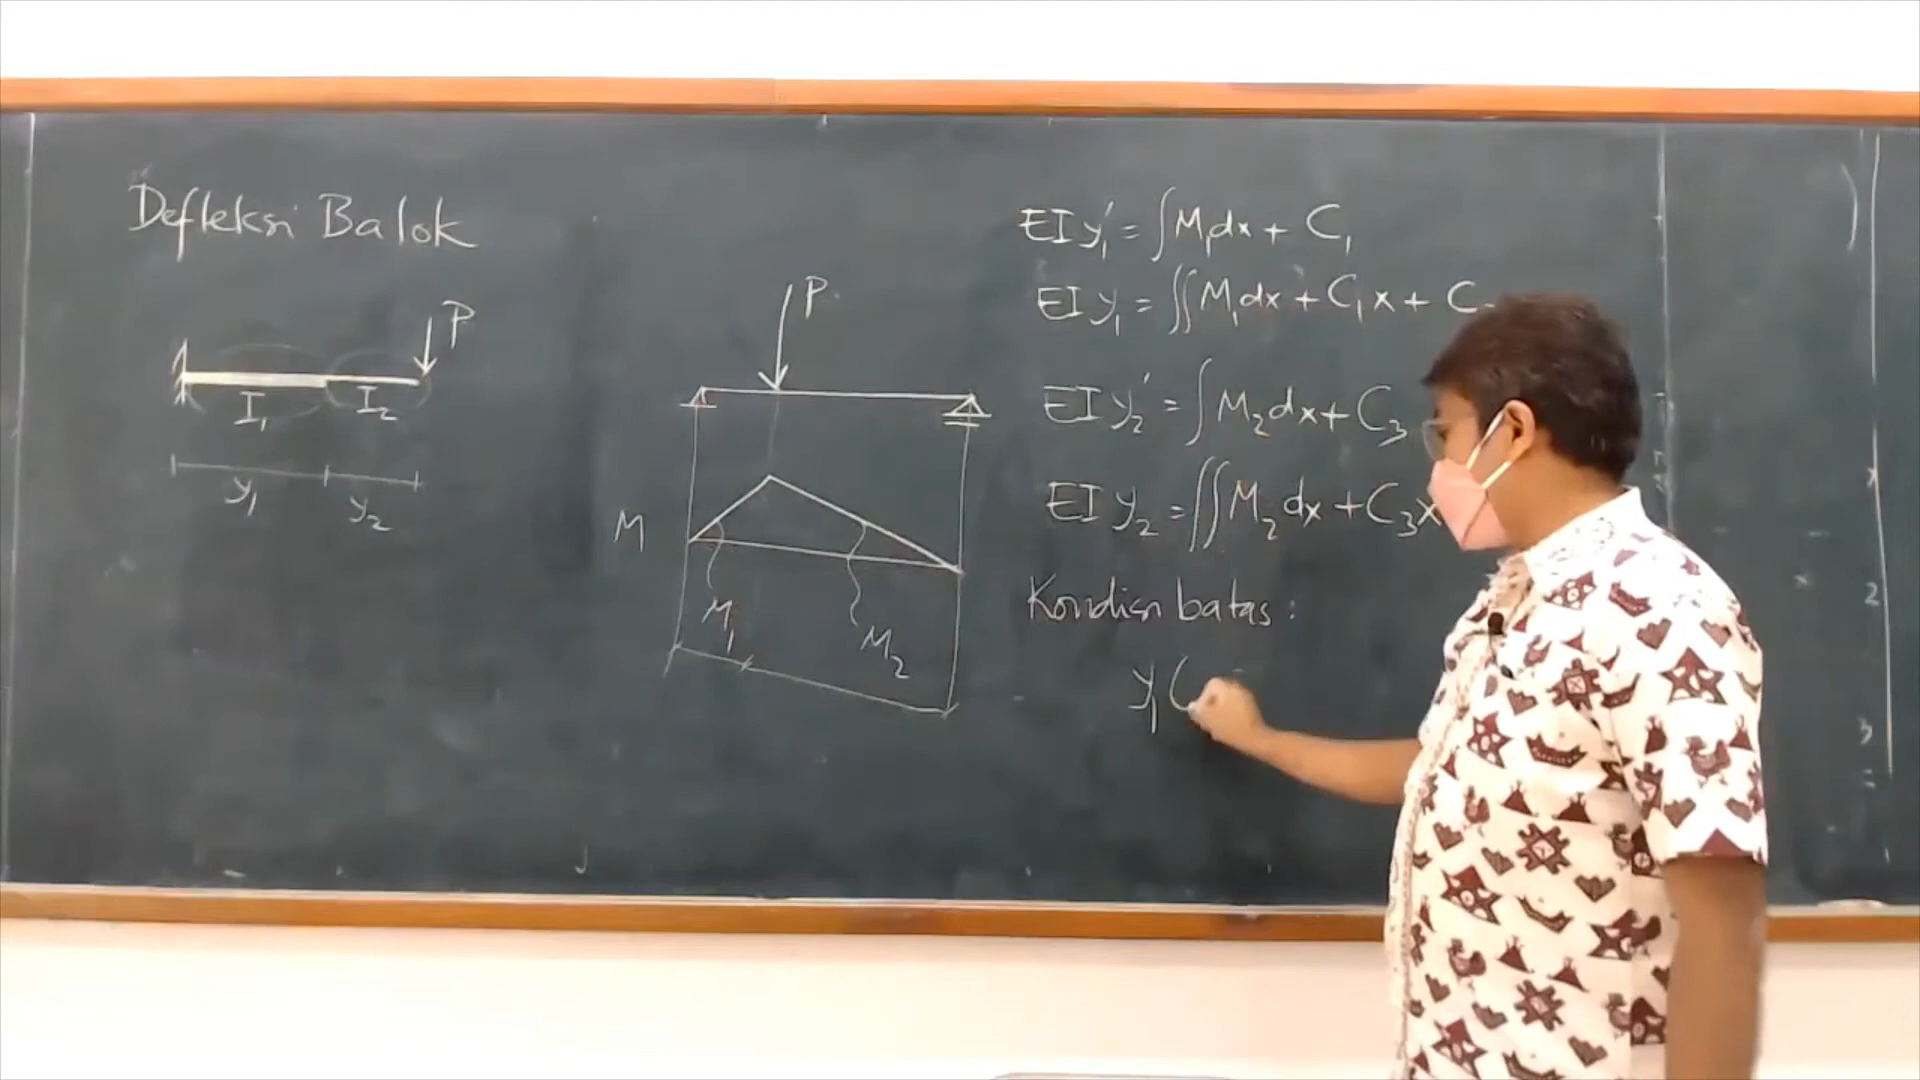 Defleksi Balok
P
I₁ I₂
y₁ y₂
P
M
M₁ M₂
EI y₁' = ∫M₁dx + C₁
EI y₁ = ∬M₁dx + C₁x + C
EI y₂' = ∫M₂dx + C₃
EI y₂ = ∬M₂dx + C₃x
Kondisi batas :
y₁(